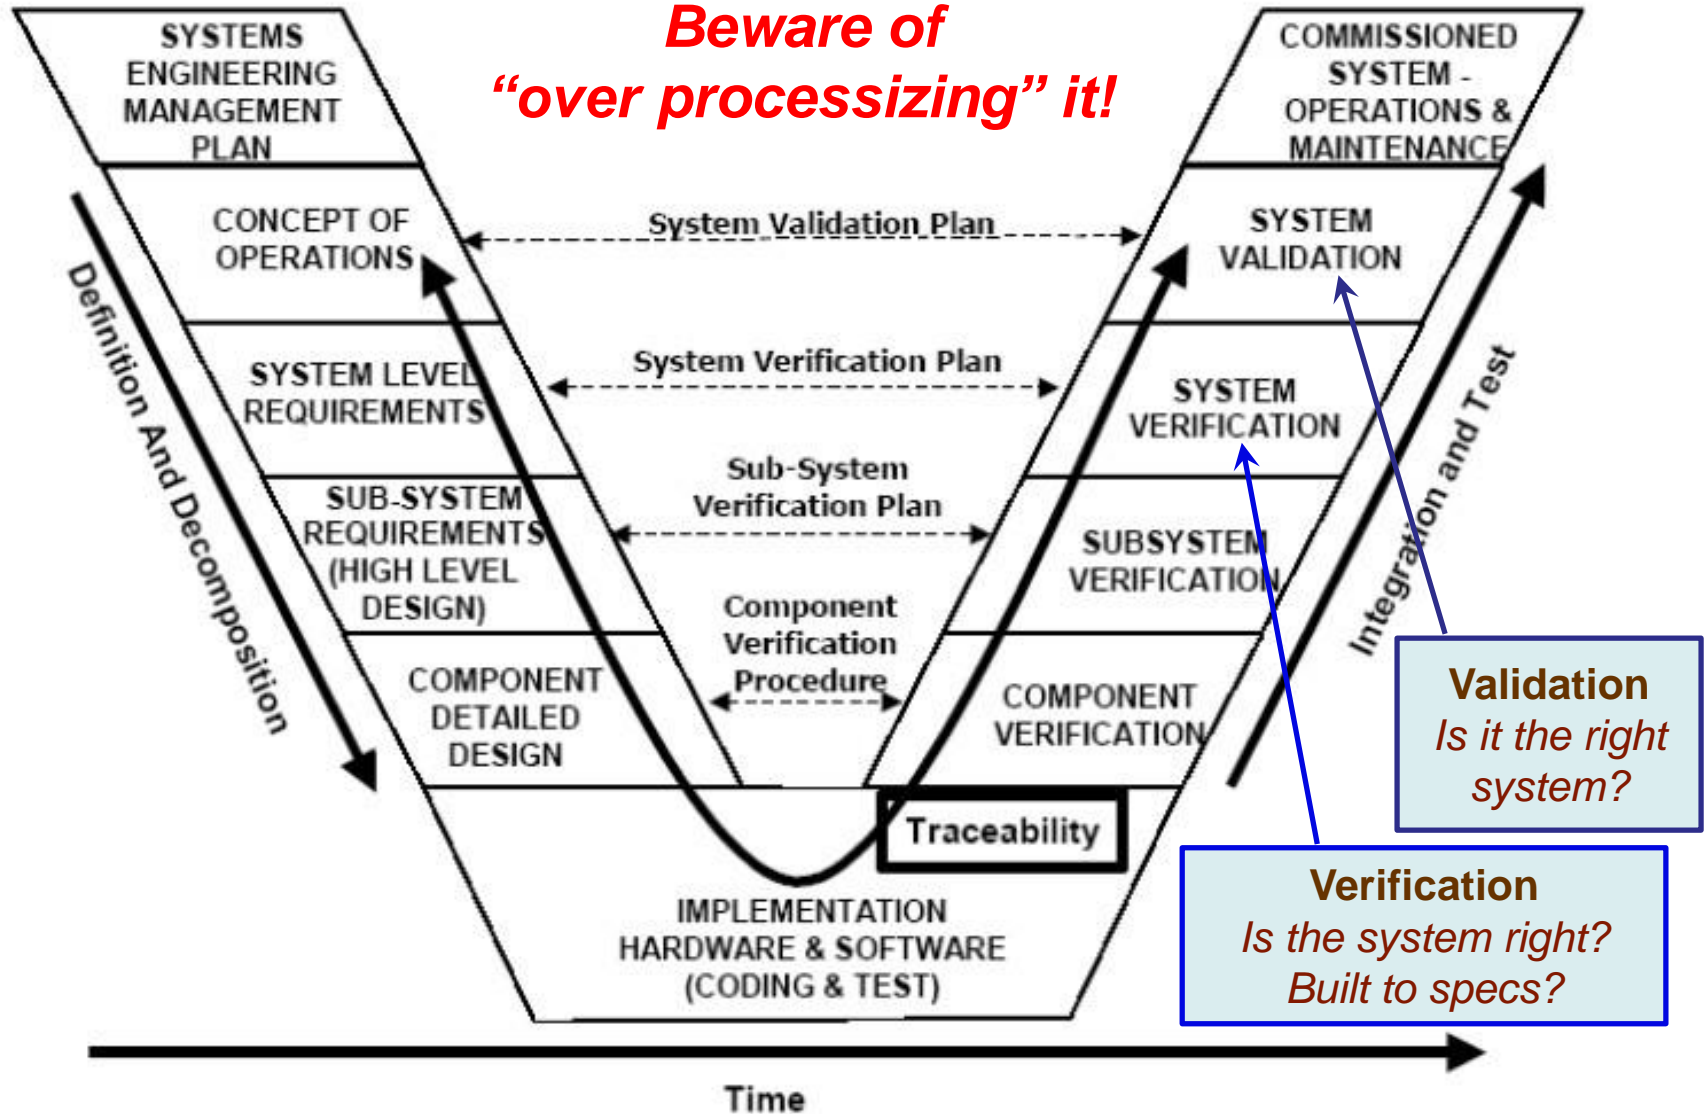 Beware of
“over processizing” it!
SYSTEMS
ENGINEERING
MANAGEMENT
PLAN
CONCEPT OF
OPERATIONS
SYSTEM LEVEL
REQUIREMENTS
SUB-SYSTEM
REQUIREMENTS
(HIGH LEVEL
DESIGN)
COMPONENT
DETAILED
DESIGN
Definition And Decomposition
System Validation Plan
System Verification Plan
Sub-System
Verification Plan
Component
Verification
Procedure
COMMISSIONED
SYSTEM -
OPERATIONS &
MAINTENANCE
SYSTEM
VALIDATION
SYSTEM
VERIFICATION
SUBSYSTEM
VERIFICATION
COMPONENT
VERIFICATION
Integration and Test
Traceability
IMPLEMENTATION
HARDWARE & SOFTWARE
(CODING & TEST)
Validation
Is it the right
system?
Verification
Is the system right?
Built to specs?
Time